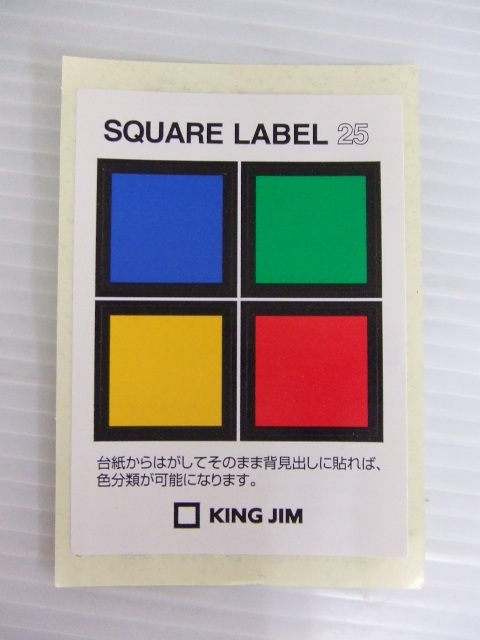 SQUARE LABEL 25
台紙からはがしてそのまま背見出しに貼れば、
色分類が可能になります。
KING JIM